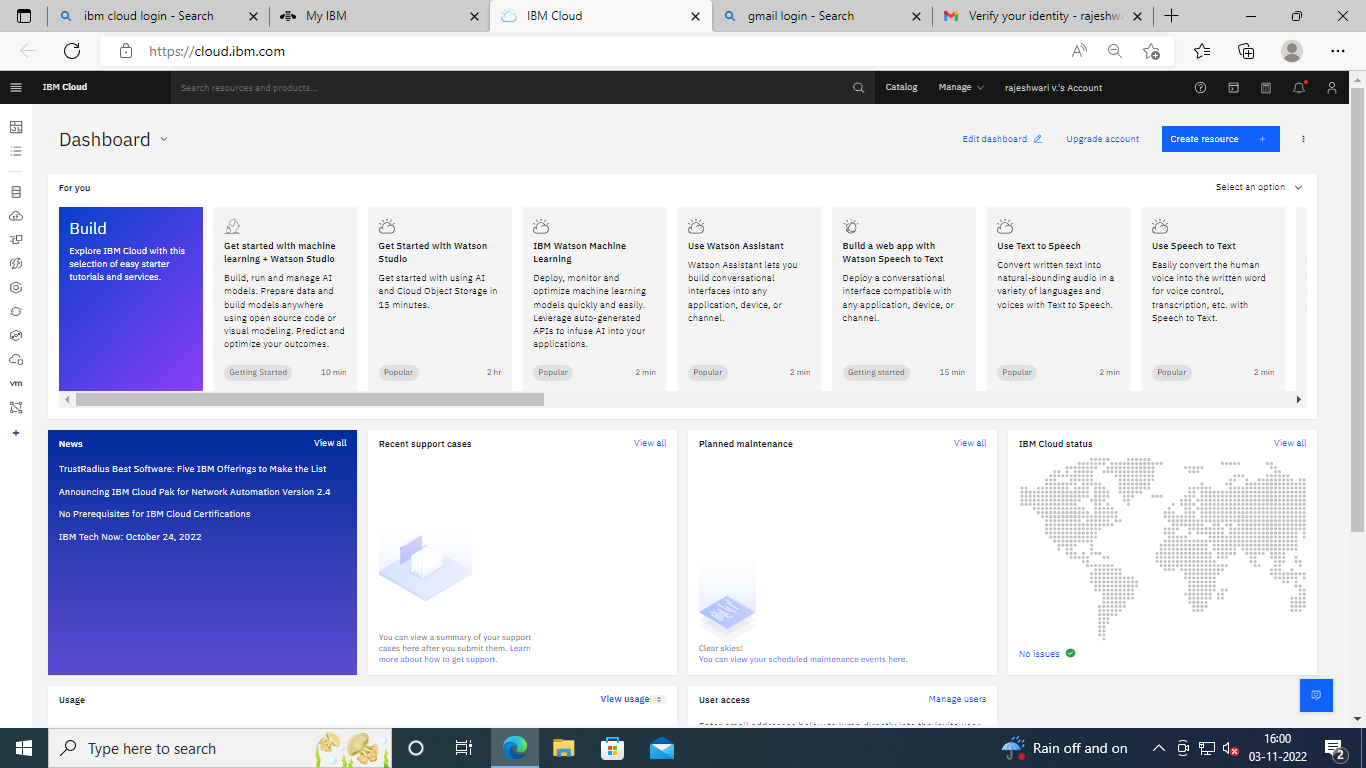 ibm cloud login - Search
My IBM
IBM Cloud
gmail login - Search
Verify your identity - rajeshwa
https://cloud.ibm.com
IBM Cloud
Search resources and products...
Catalog
Manage
rajeshwari v.'s Account
Dashboard
Edit dashboard
Upgrade account
Create resource +
For you
Select an option
Build
Explore IBM Cloud with this
selection of easy starter
tutorials and services.
Get started with machine
learning + Watson Studio
Build, run and manage AI
models. Prepare data and
build models anywhere
using open source code or
visual modeling. Predict and
optimize your outcomes.
Getting Started
10 min
Get Started with Watson
Studio
Get started with using AI
and Cloud Object Storage in
15 minutes.
Popular
2 hr
IBM Watson Machine
Learning
Deploy, monitor and
optimize machine learning
models quickly and easily.
Leverage auto-generated
APIs to infuse AI into your
applications.
Popular
2 min
Use Watson Assistant
Watson Assistant lets you
build conversational
interfaces into any
application, device, or
channel.
Popular
2 min
Build a web app with
Watson Speech to Text
Deploy a conversational
interface compatible with
any application, device, or
channel.
Getting started
15 min
Use Text to Speech
Convert written text into
natural-sounding audio in a
variety of languages and
voices with Text to Speech.
Popular
2 min
Use Speech to Text
Easily convert the human
voice into the written word
for voice control,
transcription, etc. with
Speech to Text.
Popular
2 min
vm
News
View all
TrustRadius Best Software: Five IBM Offerings to Make the List
Announcing IBM Cloud Pak for Network Automation Version 2.4
No Prerequisites for IBM Cloud Certifications
IBM Tech Now: October 24, 2022
Recent support cases
View all
You can view a summary of your support
cases here after you submit them. Learn
more about how to get support.
Planned maintenance
View all
Clear skies!
You can view your scheduled maintenance events here.
IBM Cloud status
View all
No issues
Usage
View usage
User access
Manage users
Enter email addresses below to jump directly into the invite user
Type here to search
Rain off and on
16:00
03-11-2022
2